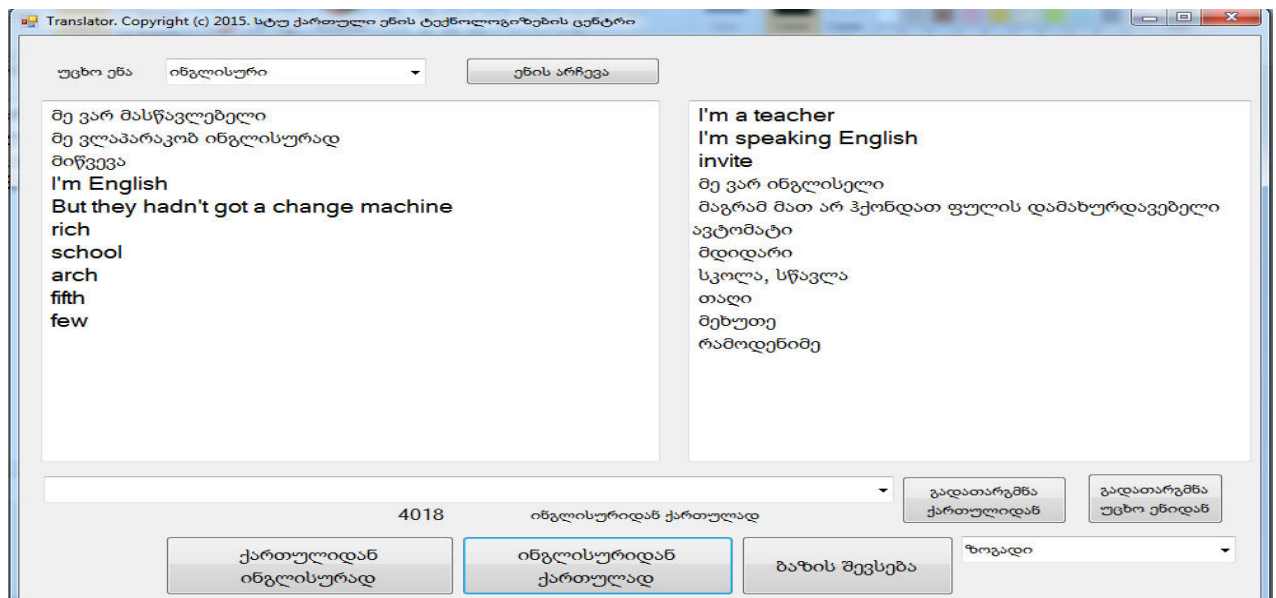 Translator. Copyright (c) 2015. სტუ ქართული ენის ტექნოლოგიზების ცენტრი
უცხო ენა ინგლისური ენის არჩევა
მე ვარ მასწავლებელი
მე ვლაპარაკობ ინგლისურად
მიწვევა
I'm English
But they hadn't got a change machine
rich
school
arch
fifth
few
I'm a teacher
I'm speaking English
invite
მე ვარ ინგლისელი
მაგრამ მათ არ ჰქონდათ ფულის დამახურდავებელი
ავტომატი
მდიდარი
სკოლა, სწავლა
თაღი
მეხუთე
რამოდენიმე
გადათარგმნა
ქართულიდან
გადათარგმნა
უცხო ენიდან
4018 ინგლისურიდან ქართულად
ქართულიდან
ინგლისურად
ინგლისურიდან
ქართულად
ბაზის შევსება
ზოგადი